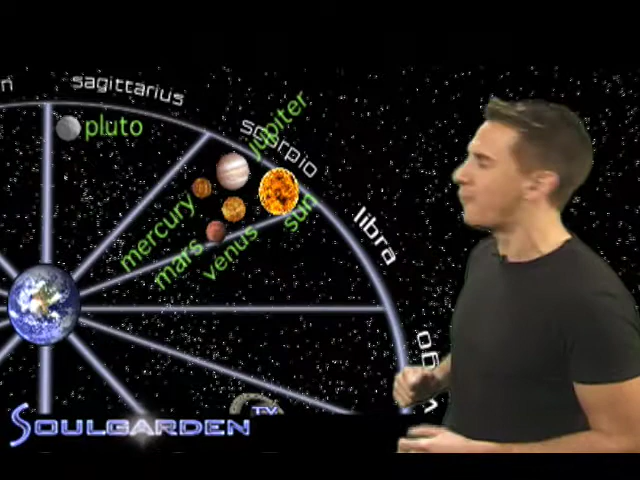 n
sagittarius
pluto
jupiter
scorpio
mercury
mars
venus
sun
libra
TV
SOULGARDEN